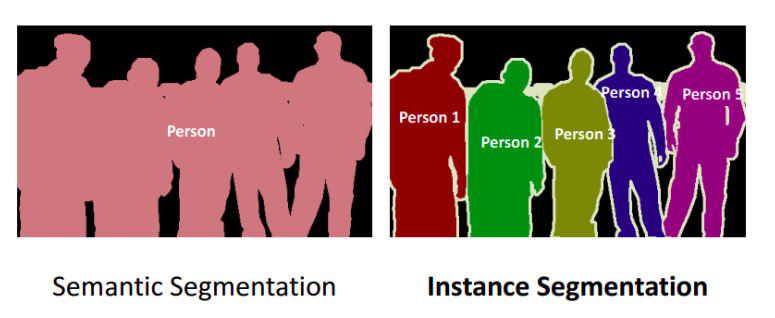 Person
Person 1
Person 2
Person 3
Person 4
Person 5
Semantic Segmentation
Instance Segmentation